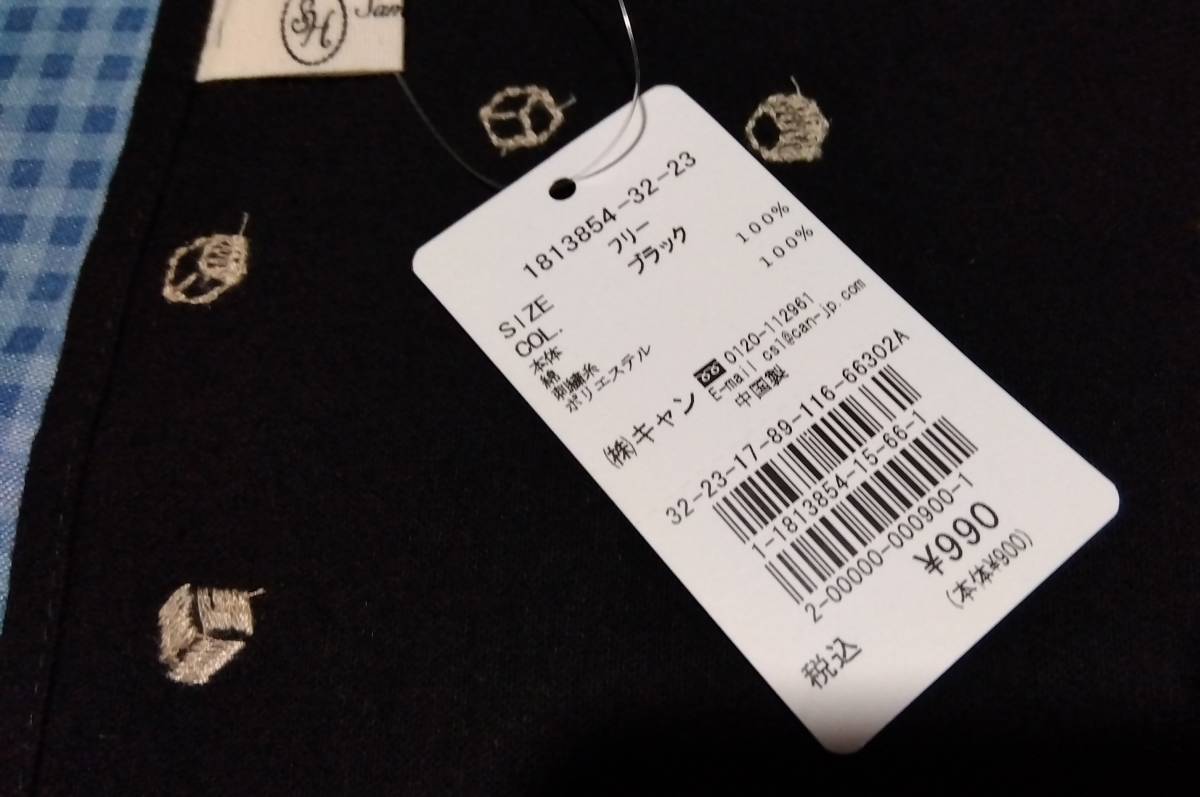 SH
Sam
1813854-32-23
SIZE フリー
COL. ブラック
本体
綿 100%
刺繍糸
ポリエステル 100%
㈱キャン 0120-112961
E-mail cs1@can-jp.com
中国製
32-23-17-89-116-66302A
1-1813854-15-66-1
2-00000-000900-1
¥990
税込 (本体¥900)